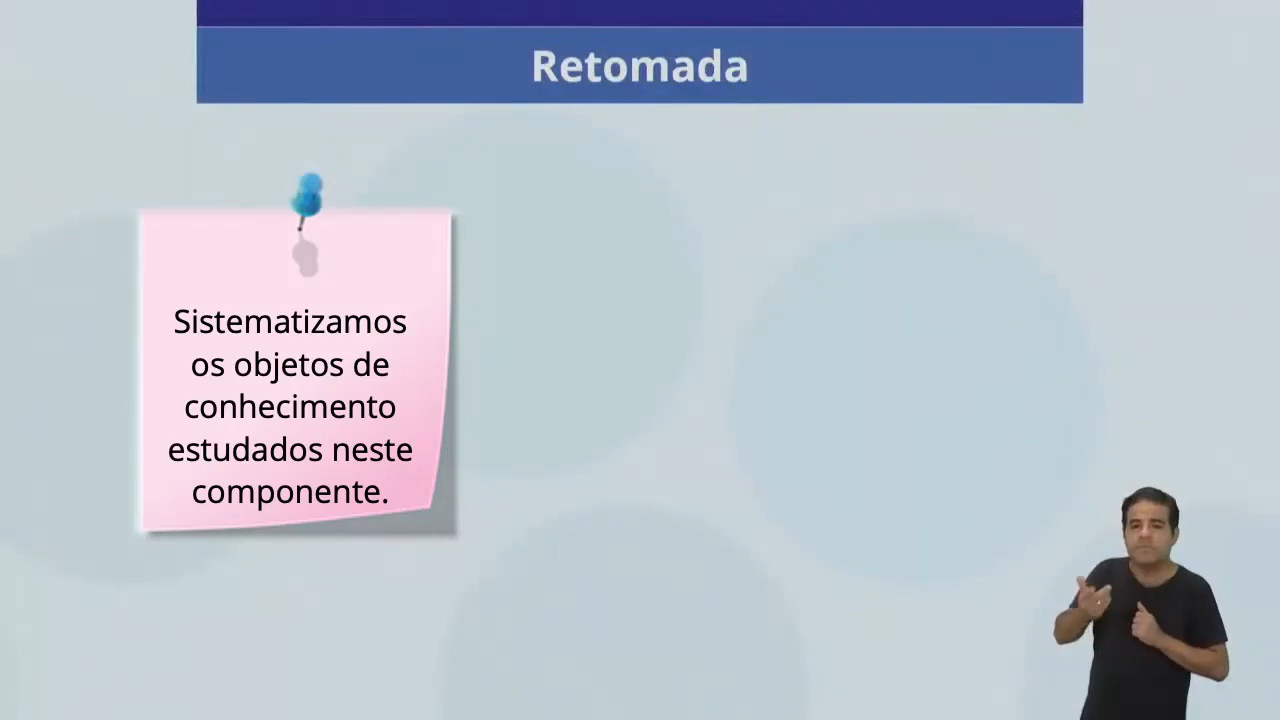 Retomada
Sistematizamos
os objetos de
conhecimento
estudados neste
componente.